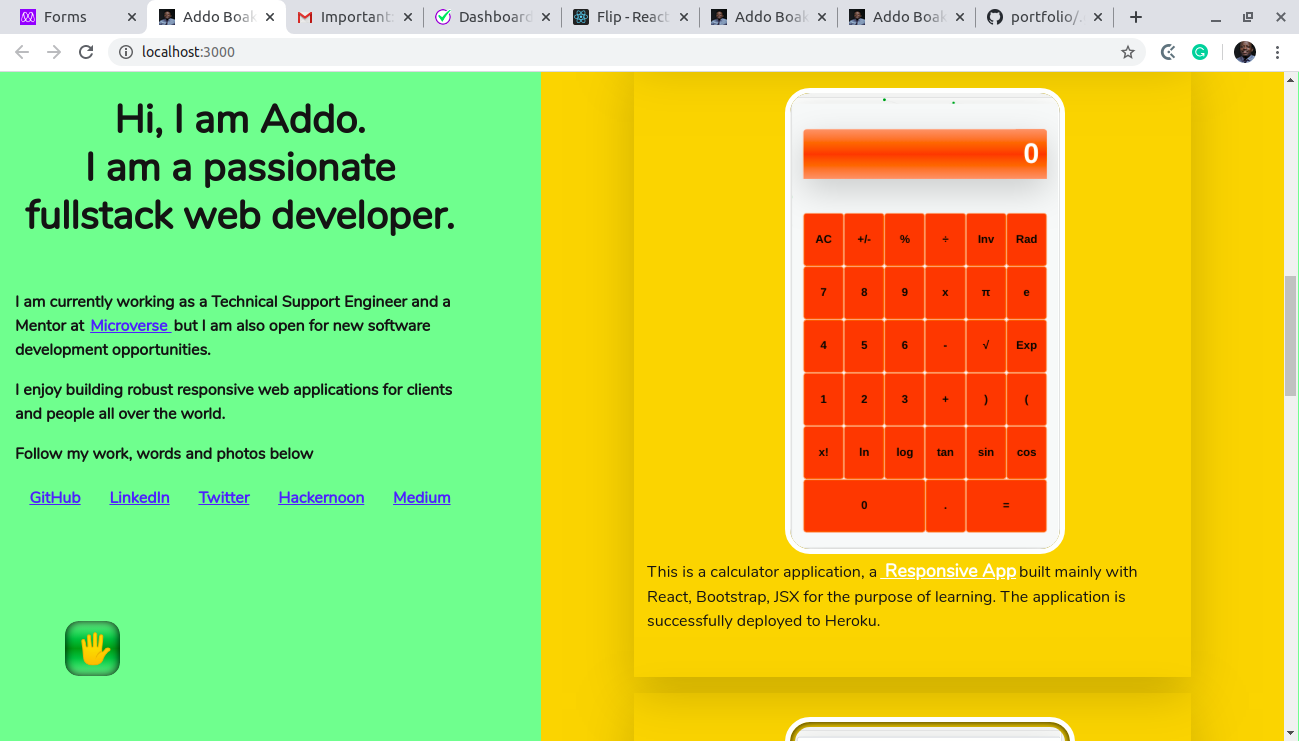 Forms
Addo Boak
Important:
Dashboard
Flip - React
Addo Boak
Addo Boak
portfolio/.
localhost:3000
Hi, I am Addo.
I am a passionate
fullstack web developer.
I am currently working as a Technical Support Engineer and a
Mentor at Microverse but I am also open for new software
development opportunities.
I enjoy building robust responsive web applications for clients
and people all over the world.
Follow my work, words and photos below
GitHub LinkedIn Twitter Hackernoon Medium
0
AC +/- % ÷ Inv Rad
7 8 9 x π e
4 5 6 - √ Exp
1 2 3 + ) (
x! ln log tan sin cos
0 . =
This is a calculator application, a Responsive App built mainly with
React, Bootstrap, JSX for the purpose of learning. The application is
successfully deployed to Heroku.